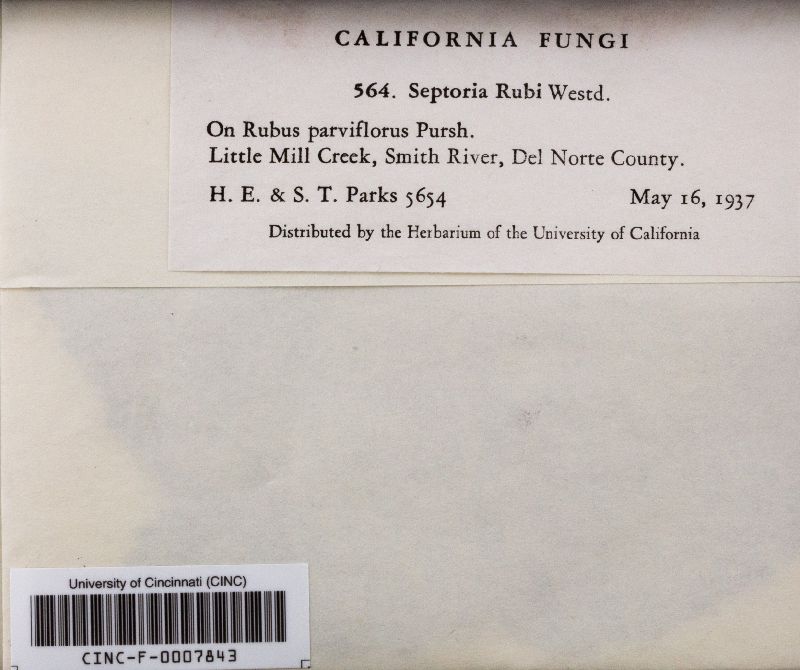 CALIFORNIA FUNGI
564. Septoria Rubi Westd.
On Rubus parviflorus Pursh.
Little Mill Creek, Smith River, Del Norte County.
H. E. & S. T. Parks 5654 May 16, 1937
Distributed by the Herbarium of the University of California
University of Cincinnati (CINC)
CINC-F-0007843